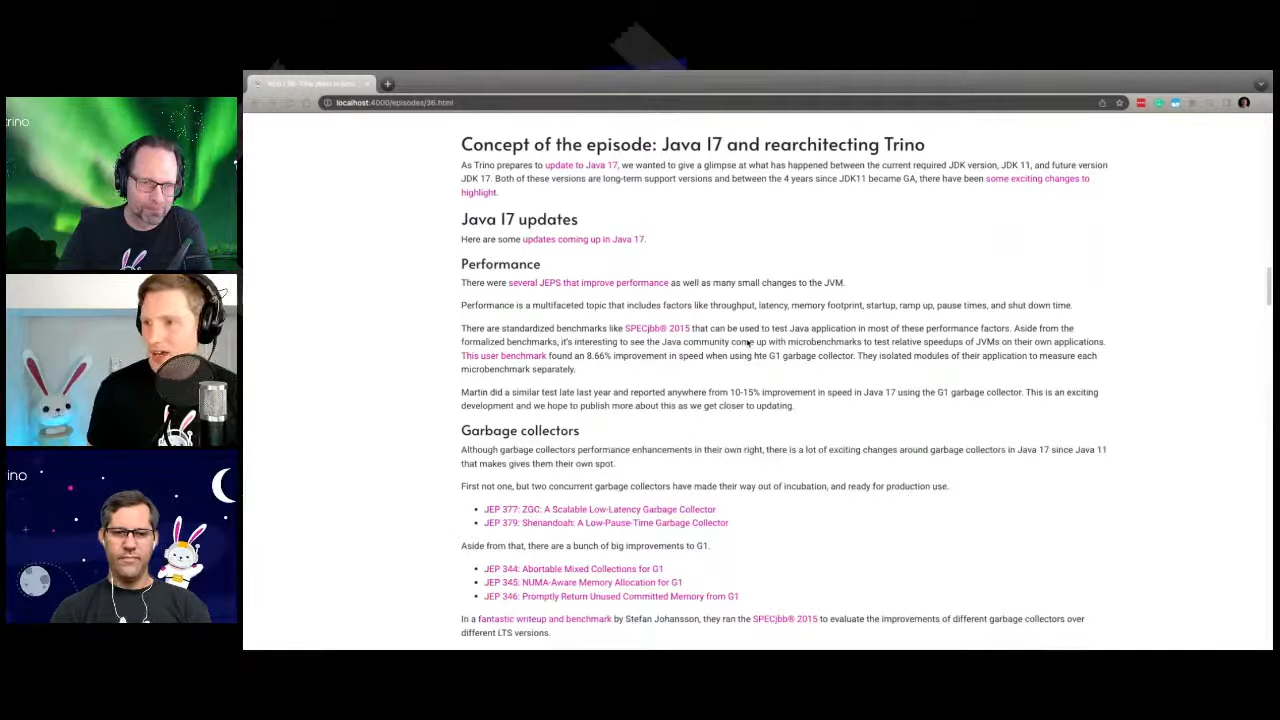 rino
ino
localhost:4000/episodes/36.html
Concept of the episode: Java 17 and rearchitecting Trino
As Trino prepares to update to Java 17, we wanted to give a glimpse at what has happened between the current required JDK version, JDK 11, and future version
JDK 17. Both of these versions are long-term support versions and between the 4 years since JDK11 became GA, there have been some exciting changes to
highlight.
Java 17 updates
Here are some updates coming up in Java 17.
Performance
There were several JEPS that improve performance as well as many small changes to the JVM.
Performance is a multifaceted topic that includes factors like throughput, latency, memory footprint, startup, ramp up, pause times, and shut down time.
There are standardized benchmarks like SPECjbb® 2015 that can be used to test Java application in most of these performance factors. Aside from the
formalized benchmarks, it's interesting to see the Java community come up with microbenchmarks to test relative speedups of JVMs on their own applications.
This user benchmark found an 8.66% improvement in speed when using hte G1 garbage collector. They isolated modules of their application to measure each
microbenchmark separately.
Martin did a similar test late last year and reported anywhere from 10-15% improvement in speed in Java 17 using the G1 garbage collector. This is an exciting
development and we hope to publish more about this as we get closer to updating.
Garbage collectors
Although garbage collectors performance enhancements in their own right, there is a lot of exciting changes around garbage collectors in Java 17 since Java 11
that makes gives them their own spot.
First not one, but two concurrent garbage collectors have made their way out of incubation, and ready for production use.
• JEP 377: ZGC: A Scalable Low-Latency Garbage Collector
• JEP 379: Shenandoah: A Low-Pause-Time Garbage Collector
Aside from that, there are a bunch of big improvements to G1.
• JEP 344: Abortable Mixed Collections for G1
• JEP 345: NUMA-Aware Memory Allocation for G1
• JEP 346: Promptly Return Unused Committed Memory from G1
In a fantastic writeup and benchmark by Stefan Johansson, they ran the SPECjbb® 2015 to evaluate the improvements of different garbage collectors over
different LTS versions.